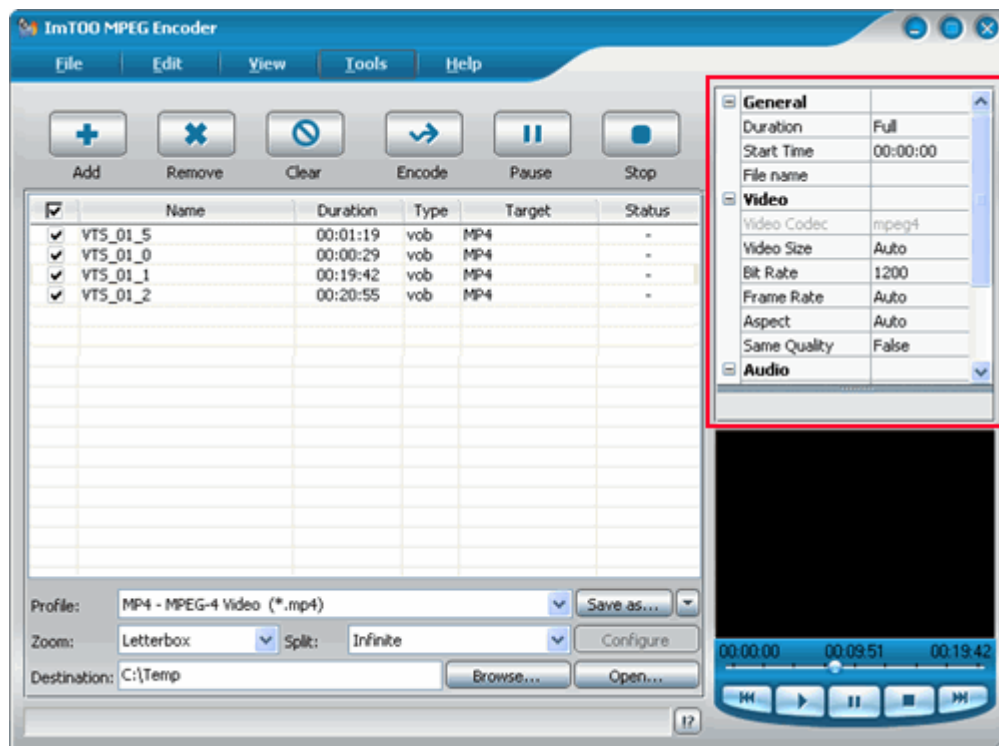 ImTOO MPEG Encoder
File Edit View Tools Help
Add Remove Clear Encode Pause Stop
Name Duration Type Target Status
VTS_01_5 00:01:19 vob MP4 -
VTS_01_0 00:00:29 vob MP4 -
VTS_01_1 00:19:42 vob MP4 -
VTS_01_2 00:20:55 vob MP4 -
Profile: MP4 - MPEG-4 Video (*.mp4) Save as...
Zoom: Letterbox Split: Infinite Configure
Destination: C:\Temp Browse... Open...
!?
General
Duration Full
Start Time 00:00:00
File name
Video
Video Codec mpeg4
Video Size Auto
Bit Rate 1200
Frame Rate Auto
Aspect Auto
Same Quality False
Audio
00:00:00 00:09:51 00:19:42